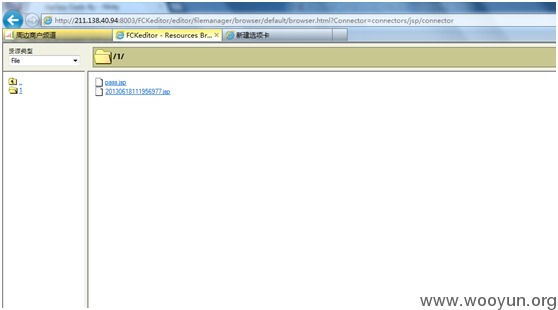 http://211.138.40.94:8003/FCKeditor/editor/filemanager/browser/default/browser.html?Connector=connectors/jsp/connector
周边商户频道
FCKeditor - Resources Br...
新建选项卡
资源类型
File
/1/
..
1
pass.jsp
20130618111956977.jsp
www.wooyun.org